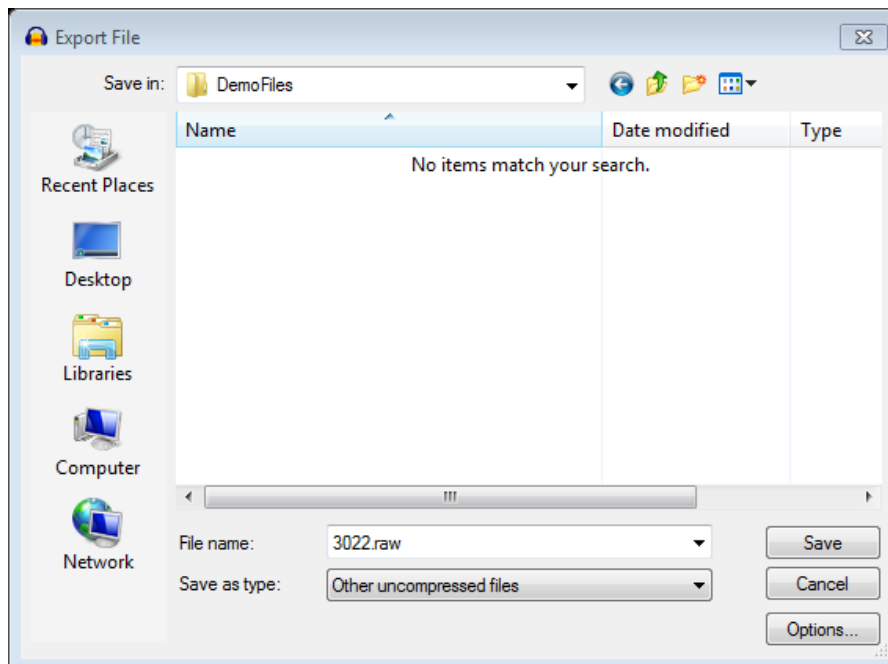 Export File
Save in:
DemoFiles
Name
Date modified
Type
No items match your search.
Recent Places
Desktop
Libraries
Computer
Network
File name:
3022.raw
Save
Save as type:
Other uncompressed files
Cancel
Options...